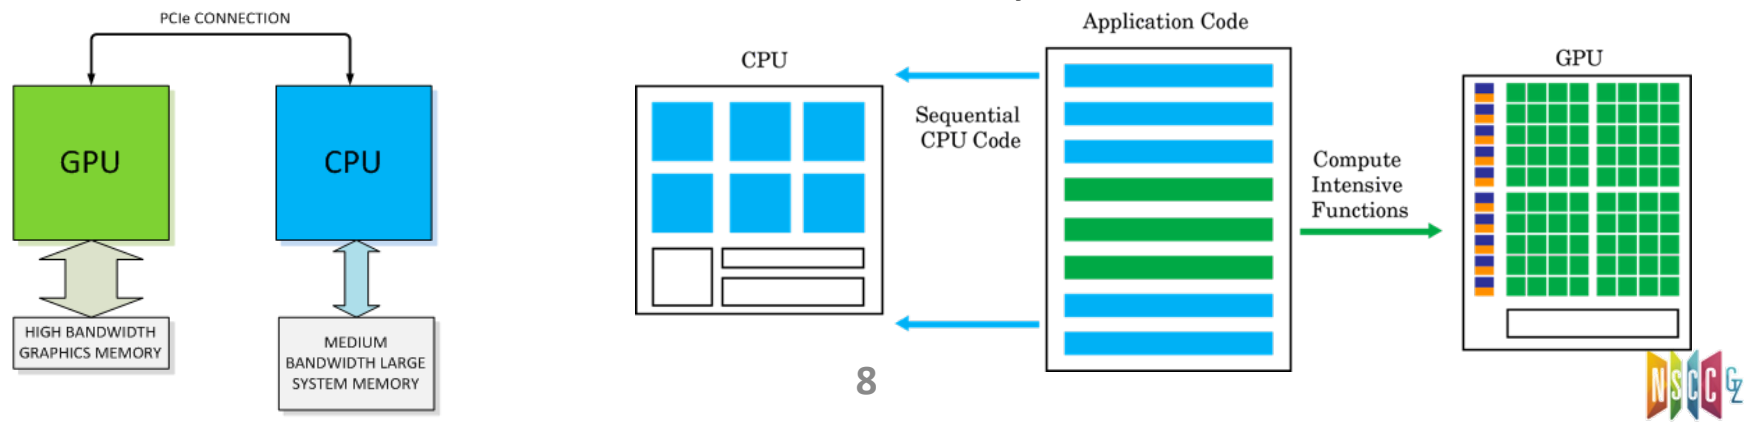 PCIe CONNECTION
GPU
CPU
HIGH BANDWIDTH
GRAPHICS MEMORY
MEDIUM
BANDWIDTH LARGE
SYSTEM MEMORY
CPU
Sequential
CPU Code
Application Code
Compute
Intensive
Functions
GPU
8
NSCC GZ